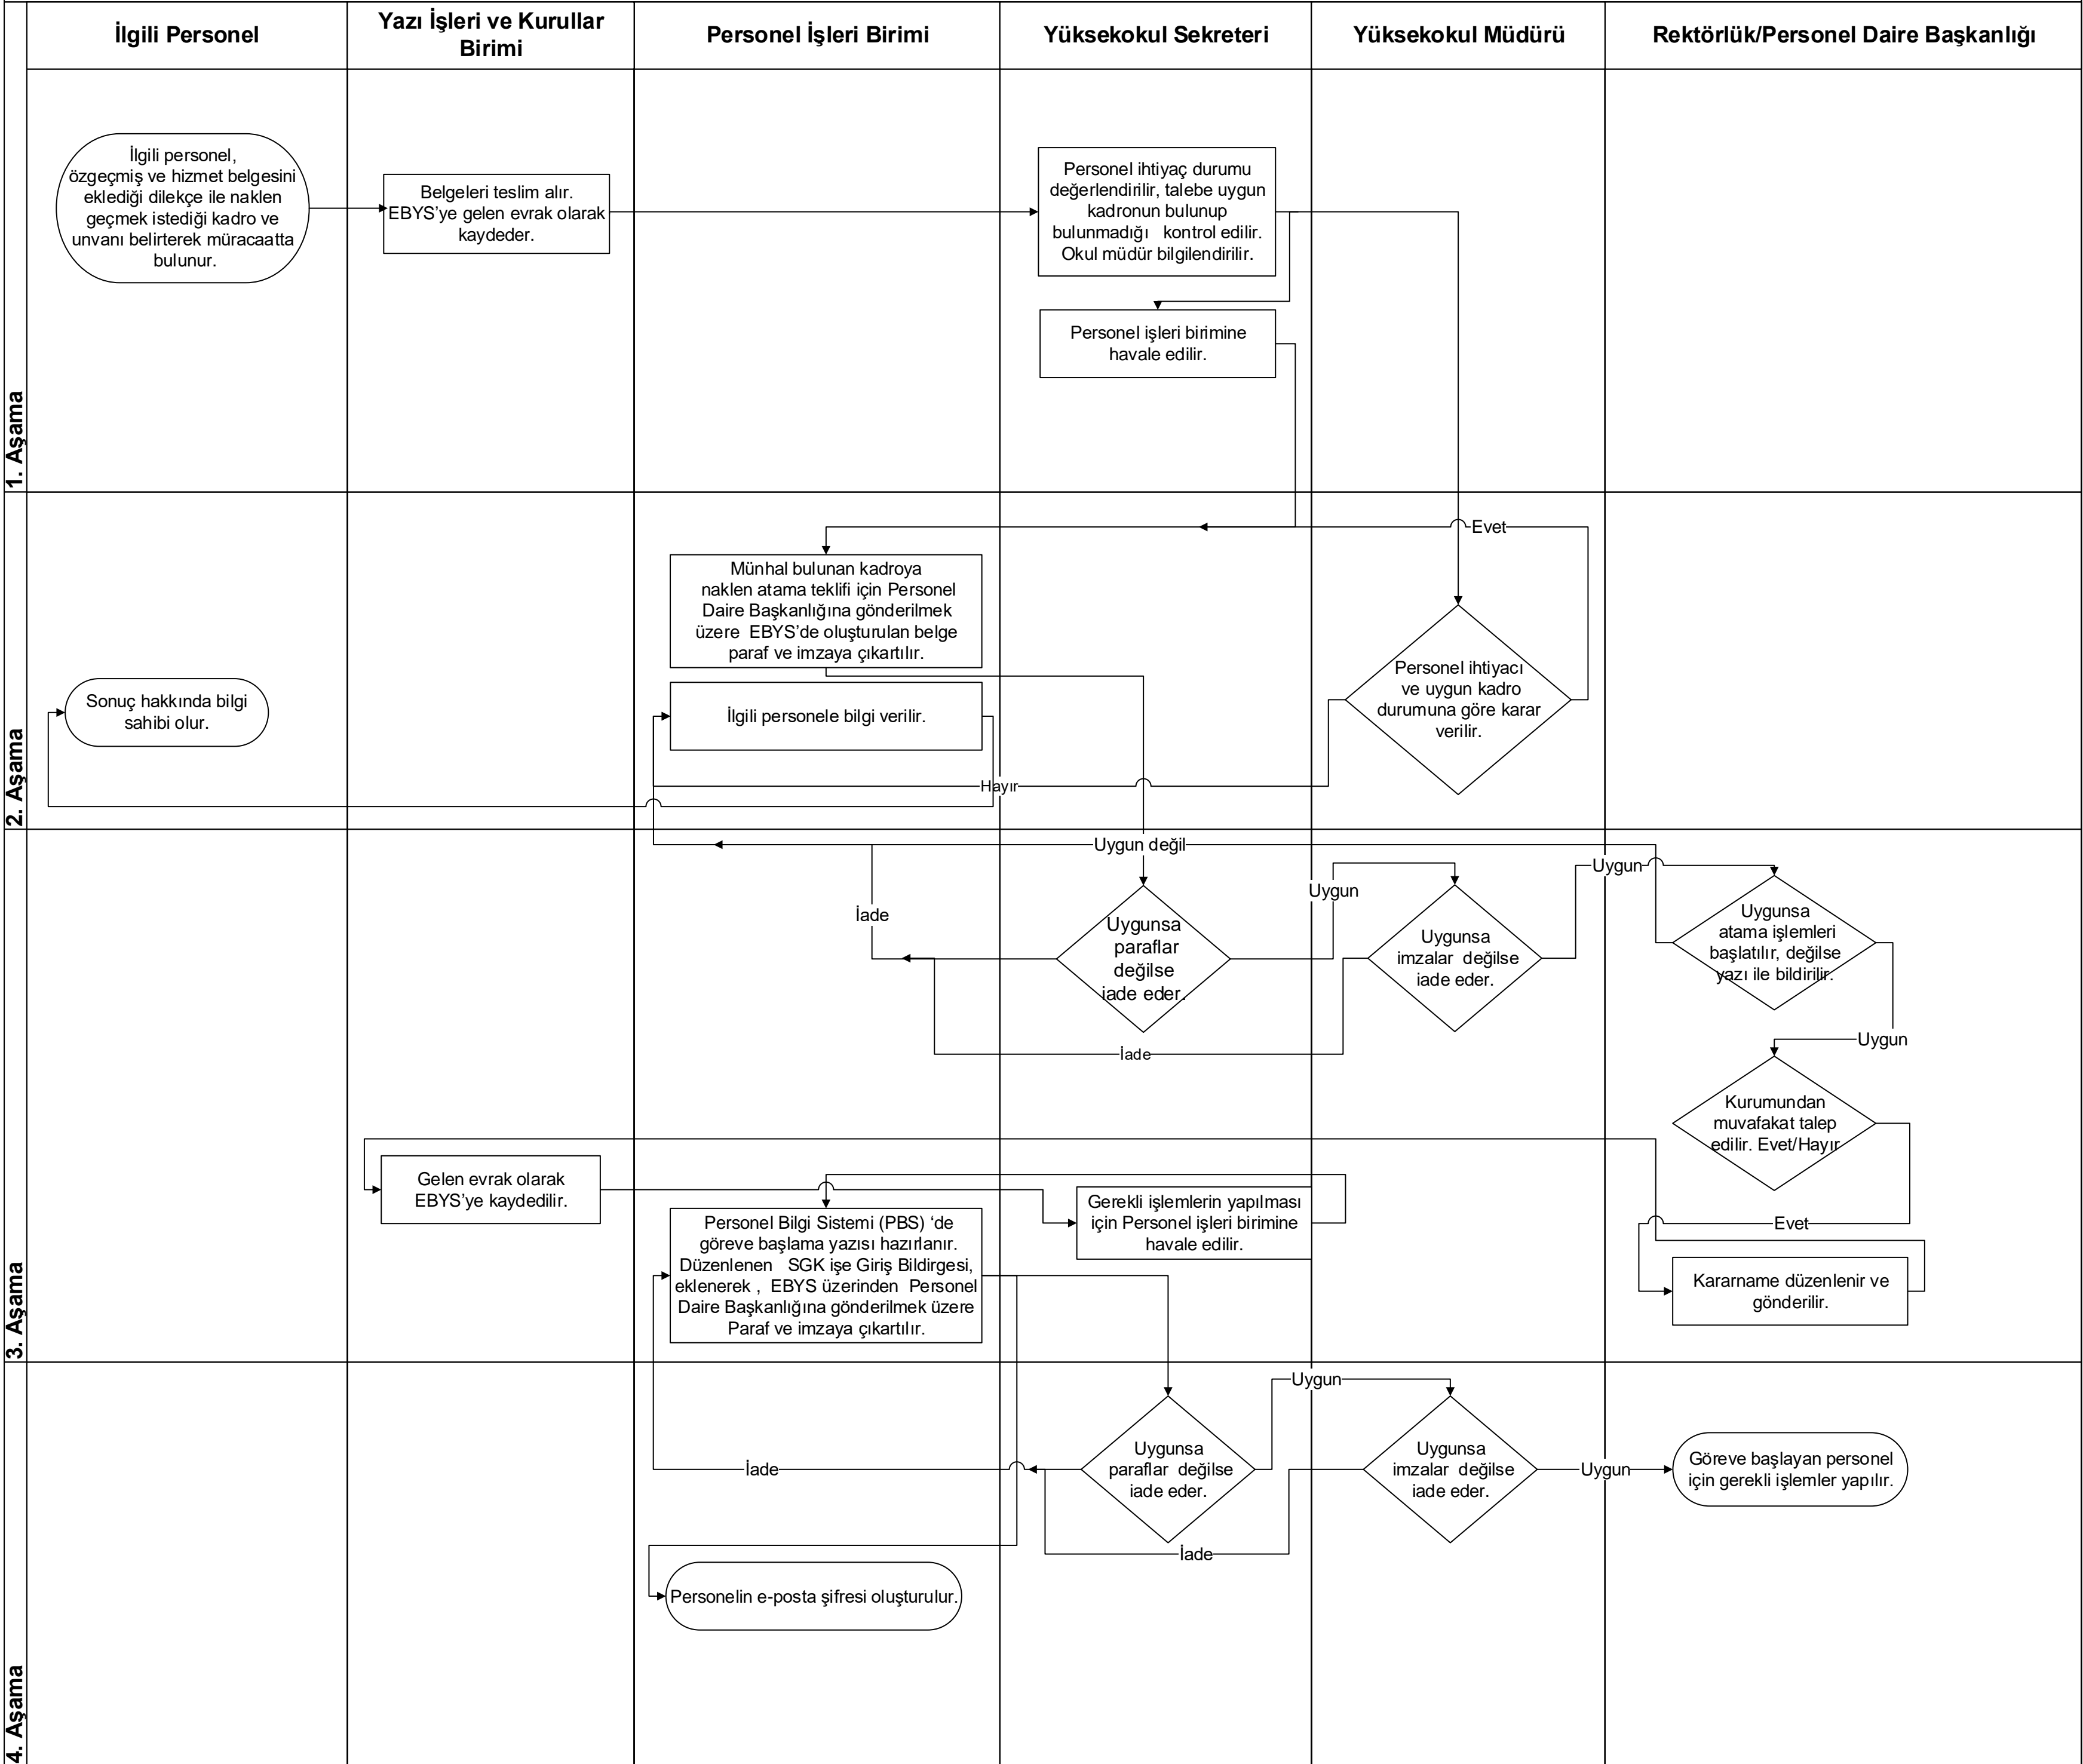 İlgili Personel
Yazı İşleri ve Kurullar
Birimi
Personel İşleri Birimi
Yüksekokul Sekreteri
Yüksekokul Müdürü
Rektörlük/Personel Daire Başkanlığı
1. Aşama
İlgili personel,
özgeçmiş ve hizmet belgesini
eklediği dilekçe ile naklen
geçmek istediği kadro ve
unvanı belirterek müracaatta
bulunur.
Belgeleri teslim alır.
EBYS’ye gelen evrak olarak
kaydeder.
Personel ihtiyaç durumu
değerlendirilir, talebe uygun
kadronun bulunup
bulunmadığı kontrol edilir.
Okul müdür bilgilendirilir.
Personel işleri birimine
havale edilir.
2. Aşama
Evet
Münhal bulunan kadroya
naklen atama teklifi için Personel
Daire Başkanlığına gönderilmek
üzere EBYS’de oluşturulan belge
paraf ve imzaya çıkartılır.
Personel ihtiyacı
ve uygun kadro
durumuna göre karar
verilir.
Sonuç hakkında bilgi
sahibi olur.
İlgili personele bilgi verilir.
Hayır
3. Aşama
Uygun değil
Uygun
Uygun
İade
Uygunsa
paraflar
değilse
iade eder.
Uygunsa
imzalar değilse
iade eder.
Uygunsa
atama işlemleri
başlatılır, değilse
yazı ile bildirilir.
İade
Uygun
Kurumundan
muvafakat talep
edilir. Evet/Hayır
Gelen evrak olarak
EBYS’ye kaydedilir.
Gerekli işlemlerin yapılması
için Personel işleri birimine
havale edilir.
Evet
Personel Bilgi Sistemi (PBS) ‘de
göreve başlama yazısı hazırlanır.
Düzenlenen SGK işe Giriş Bildirgesi,
eklenerek , EBYS üzerinden Personel
Daire Başkanlığına gönderilmek üzere
Paraf ve imzaya çıkartılır.
Kararname düzenlenir ve
gönderilir.
4. Aşama
Uygun
İade
Uygunsa
paraflar değilse
iade eder.
Uygunsa
imzalar değilse
iade eder.
Uygun
Göreve başlayan personel
için gerekli işlemler yapılır.
İade
Personelin e-posta şifresi oluşturulur.